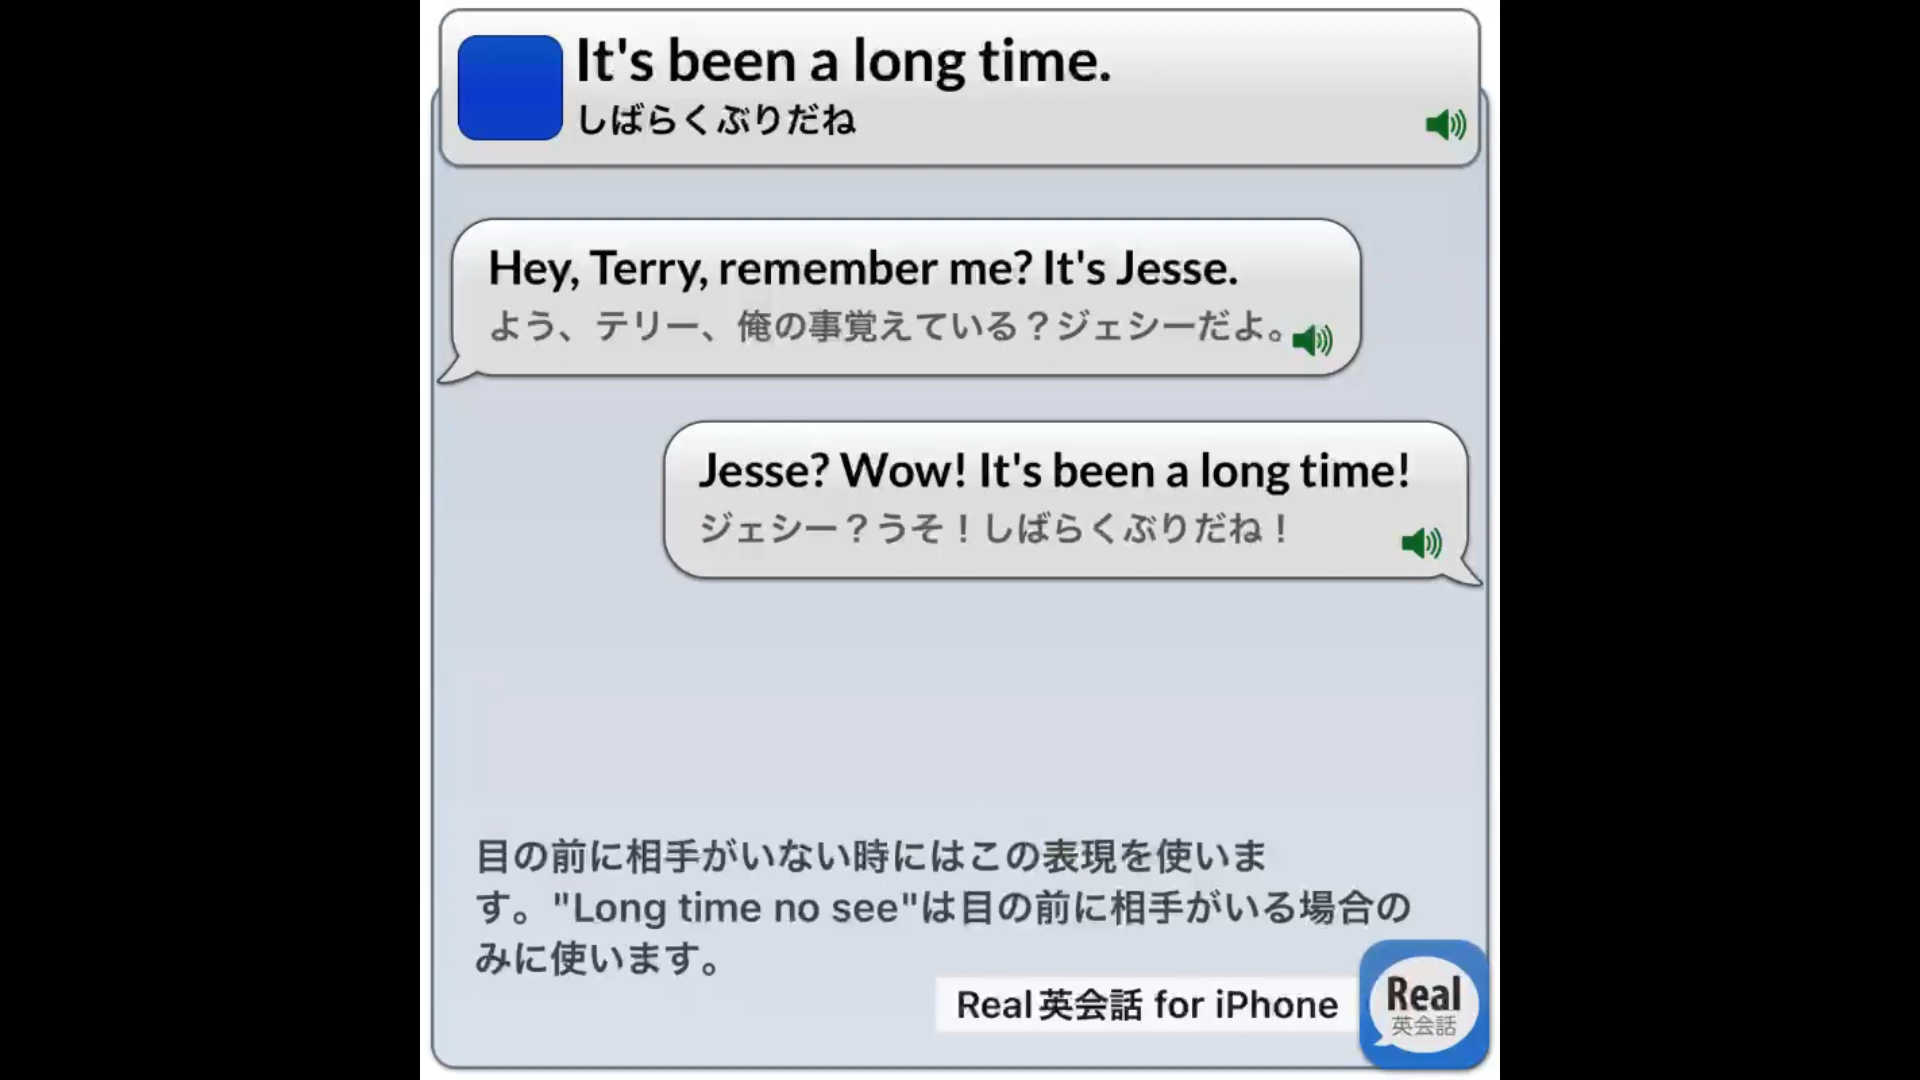 It's been a long time.
しばらくぶりだね
Hey, Terry, remember me? It's Jesse.
よう、テリー、俺の事覚えている？ジェシーだよ。
Jesse? Wow! It's been a long time!
ジェシー？うそ！しばらくぶりだね！
目の前に相手がいない時にはこの表現を使いま
す。"Long time no see"は目の前に相手がいる場合の
みに使います。
Real英会話 for iPhone
Real
英会話